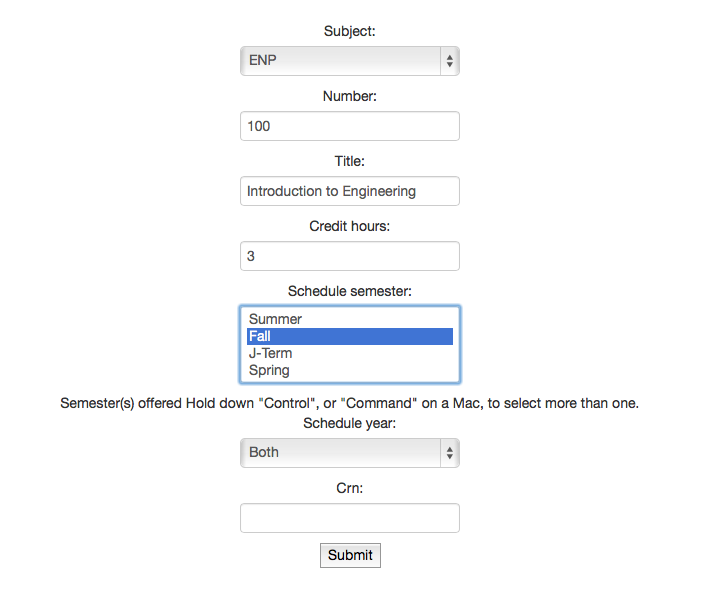 Subject:
ENP
Number:
100
Title:
Introduction to Engineering
Credit hours:
3
Schedule semester:
Summer
Fall
J-Term
Spring
Semester(s) offered Hold down "Control", or "Command" on a Mac, to select more than one.
Schedule year:
Both
Crn:
Submit